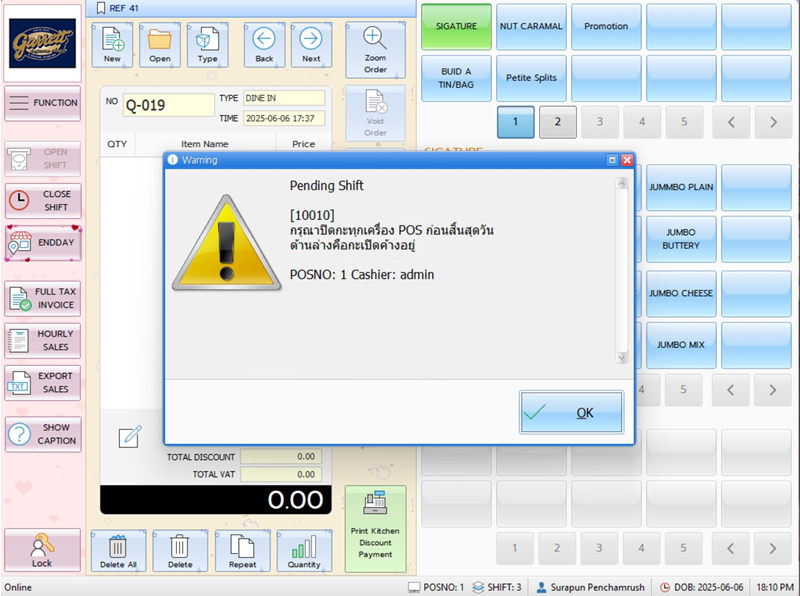 REF 41
Garrett
FUNCTION
OPEN SHIFT
CLOSE SHIFT
ENDDAY
FULL TAX INVOICE
HOURLY SALES
EXPORT SALES
TXT
SHOW CAPTION
Lock
New
Open
Type
Back
Next
Zoom Order
Void Order
NO Q-019
TYPE DINE IN
TIME 2025-06-06 17:37
QTY Item Name Price
Warning
Pending Shift
[10010]
กรุณาปิดกะทุกเครื่อง POS ก่อนสิ้นสุดวัน
ด้านล่างคือกะเปิดค้างอยู่
POSNO: 1 Cashier: admin
OK
TOTAL DISCOUNT 0.00
TOTAL VAT 0.00
0.00
Delete All
Delete
Repeat
Quantity
Print Kitchen
Discount
Payment
SIGATURE
NUT CARAMAL
Promotion
BUID A TIN/BAG
Petite Splits
1 2 3 4 5
SIGATURE
JUMMBO PLAIN
JUMBO BUTTERY
JUMBO CHEESE
JUMBO MIX
4 5
1 2 3 4 5
Online
POSNO: 1
SHIFT: 3
Surapun Penchamrush
DOB: 2025-06-06
18:10 PM